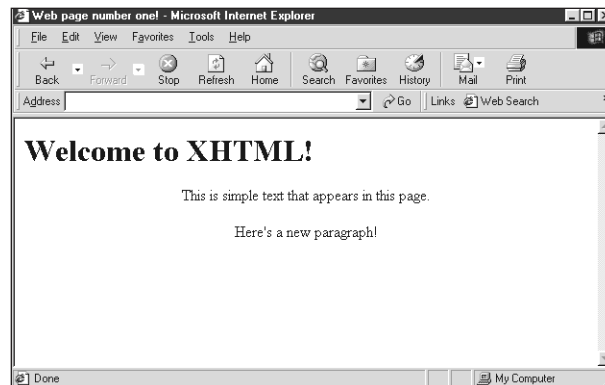 Web page number one! - Microsoft Internet Explorer
File Edit View Favorites Tools Help
Back Forward Stop Refresh Home Search Favorites History Mail Print
Address Go Links Web Search
Welcome to XHTML!
This is simple text that appears in this page.
Here's a new paragraph!
Done My Computer